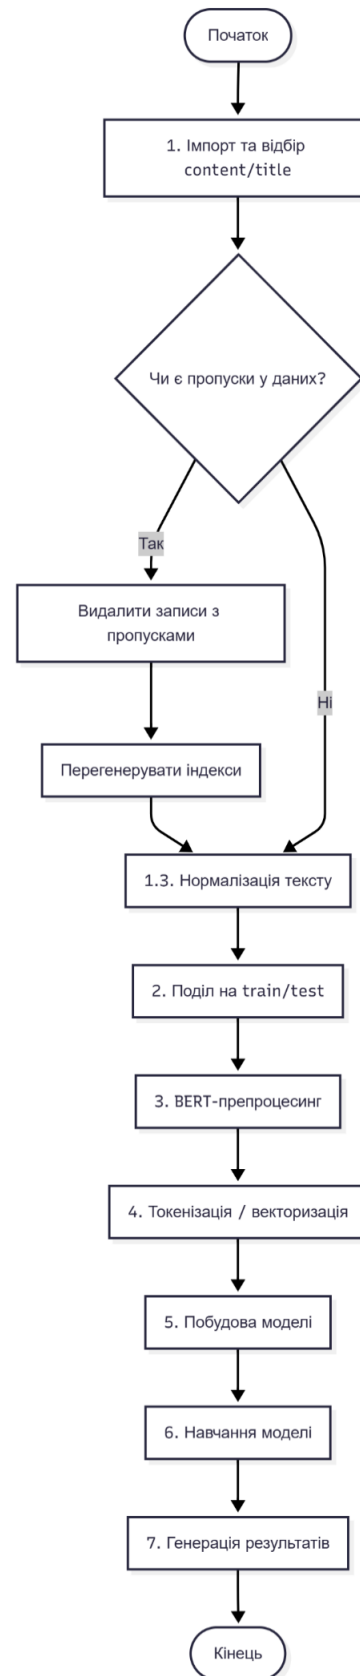 Початок
1. Імпорт та відбір
content/title
Чи є пропуски у даних?
Так
Видалити записи з
пропусками
Ні
Перегенерувати індекси
1.3. Нормалізація тексту
2. Поділ на train/test
3. BERT-препроцесинг
4. Токенізація / векторизація
5. Побудова моделі
6. Навчання моделі
7. Генерація результатів
Кінець